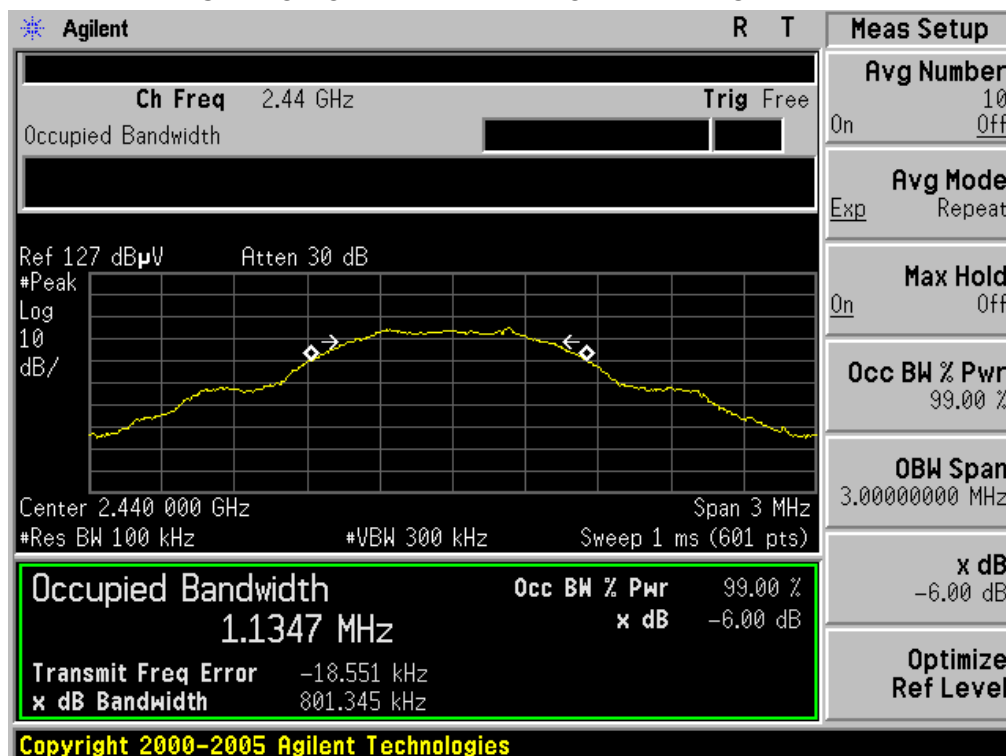 Agilent R T
Ch Freq 2.44 GHz Trig Free
Occupied Bandwidth
Ref 127 dBµV Atten 30 dB
#Peak
Log
10
dB/
Center 2.440 000 GHz Span 3 MHz
#Res BW 100 kHz #VBW 300 kHz Sweep 1 ms (601 pts)
Occupied Bandwidth Occ BW % Pwr 99.00 %
1.1347 MHz x dB -6.00 dB
Transmit Freq Error -18.551 kHz
x dB Bandwidth 801.345 kHz
Copyright 2000-2005 Agilent Technologies
Meas Setup
Avg Number
10
On Off
Avg Mode
Exp Repeat
Max Hold
On Off
Occ BW % Pwr
99.00 %
OBW Span
3.00000000 MHz
x dB
-6.00 dB
Optimize
Ref Level